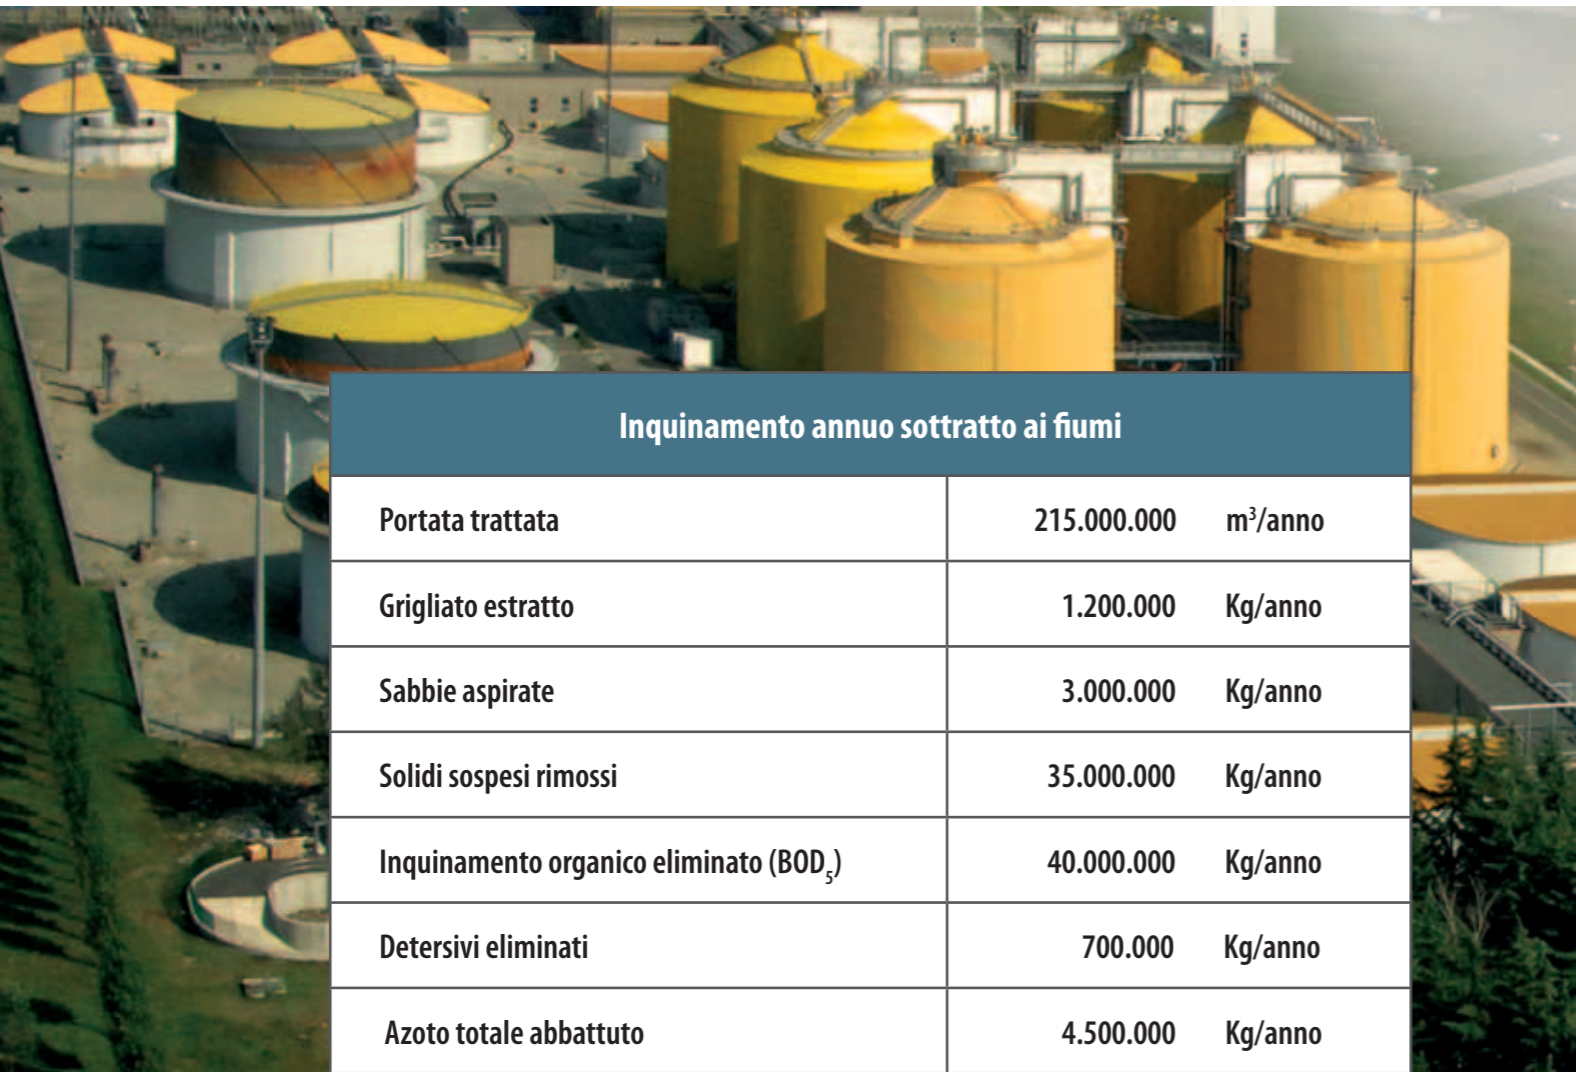 Inquinamento annuo sottratto ai fiumi
Portata trattata 215.000.000 m³/anno
Grigliato estratto 1.200.000 Kg/anno
Sabbie aspirate 3.000.000 Kg/anno
Solidi sospesi rimossi 35.000.000 Kg/anno
Inquinamento organico eliminato (BOD₅) 40.000.000 Kg/anno
Detersivi eliminati 700.000 Kg/anno
Azoto totale abbattuto 4.500.000 Kg/anno